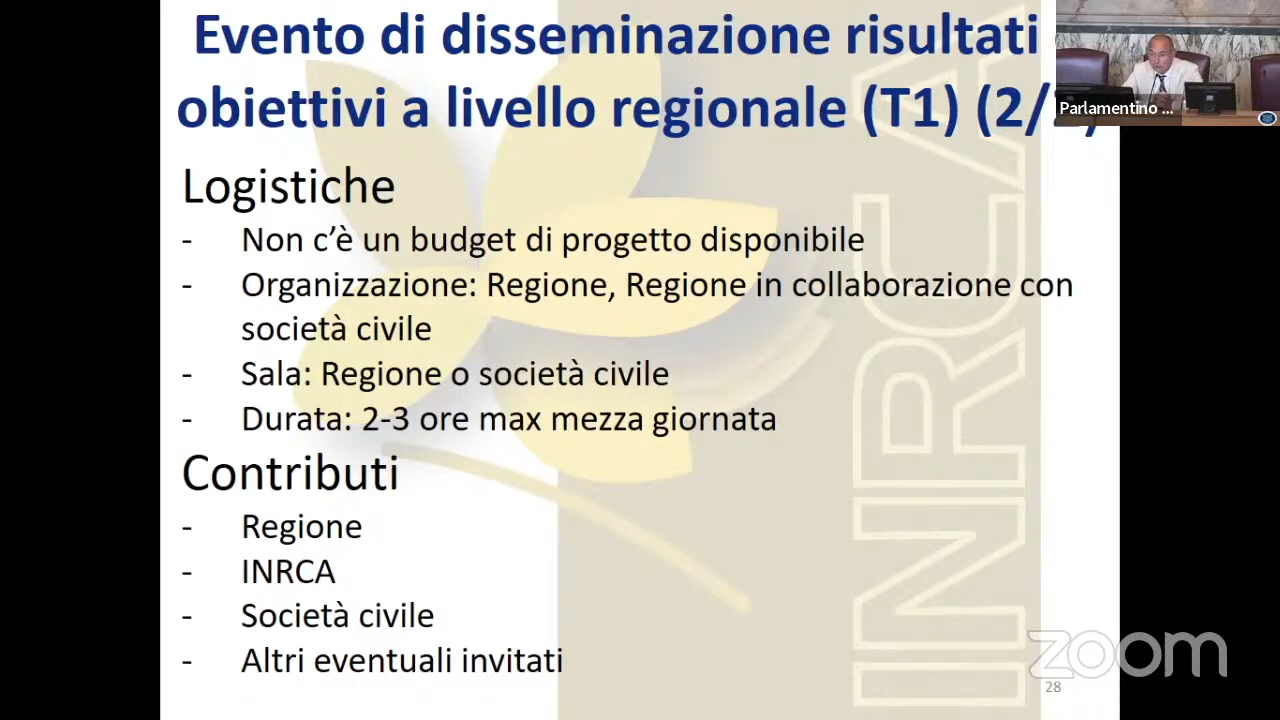 Evento di disseminazione risultati
obiettivi a livello regionale (T1) (2/
Parlamentino ...
Logistiche
- Non c'è un budget di progetto disponibile
- Organizzazione: Regione, Regione in collaborazione con
società civile
- Sala: Regione o società civile
- Durata: 2-3 ore max mezza giornata
Contributi
- Regione
- INRCA
- Società civile
- Altri eventuali invitati
INRCA
zoom
28